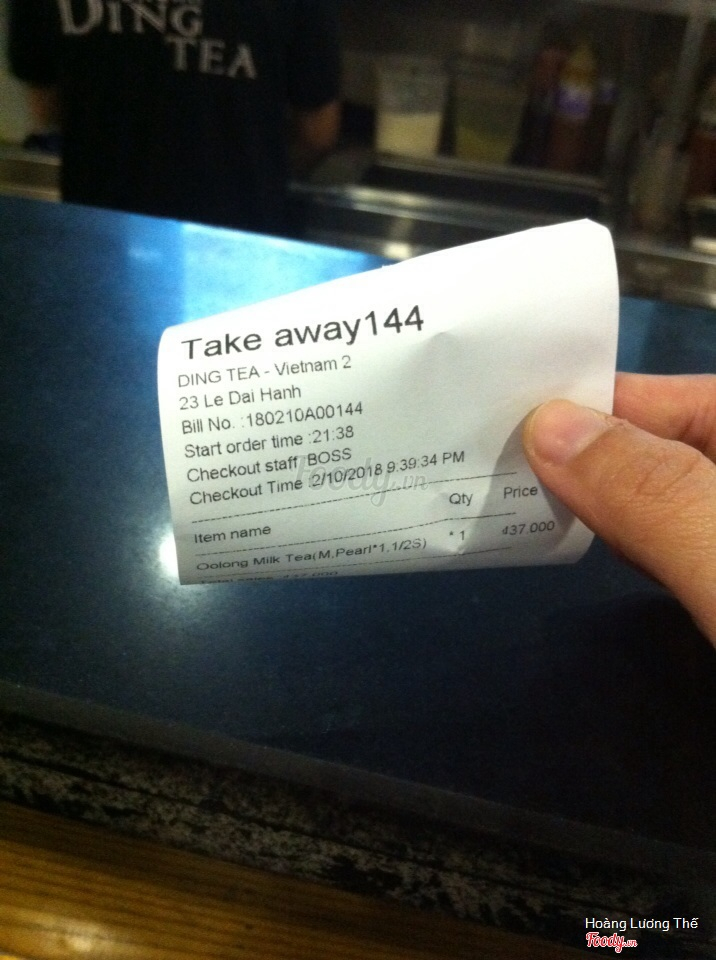 DING
TEA
Take away144
DING TEA - Vietnam 2
23 Le Dai Hanh
Bill No. :180210A00144
Start order time :21:38
Checkout staff :BOSS
Checkout Time :2/10/2018 9:39:34 PM
Item name Qty Price
Oolong Milk Tea(M.Pearl*1,1/2S) * 1 ₫37.000
Foody.vn
Hoàng Lương Thế
Foody.vn